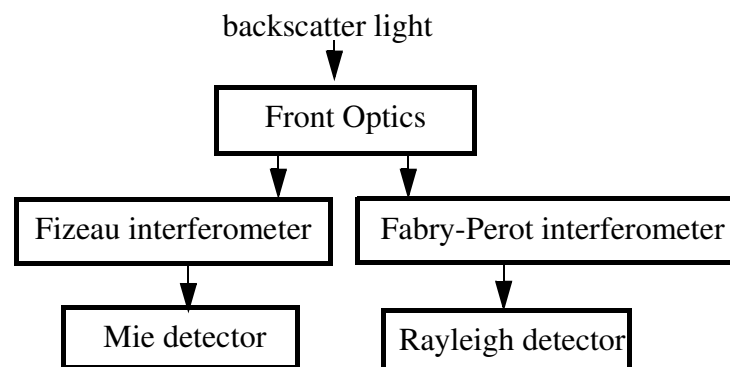 backscatter light
Front Optics
Fizeau interferometer
Fabry-Perot interferometer
Mie detector
Rayleigh detector